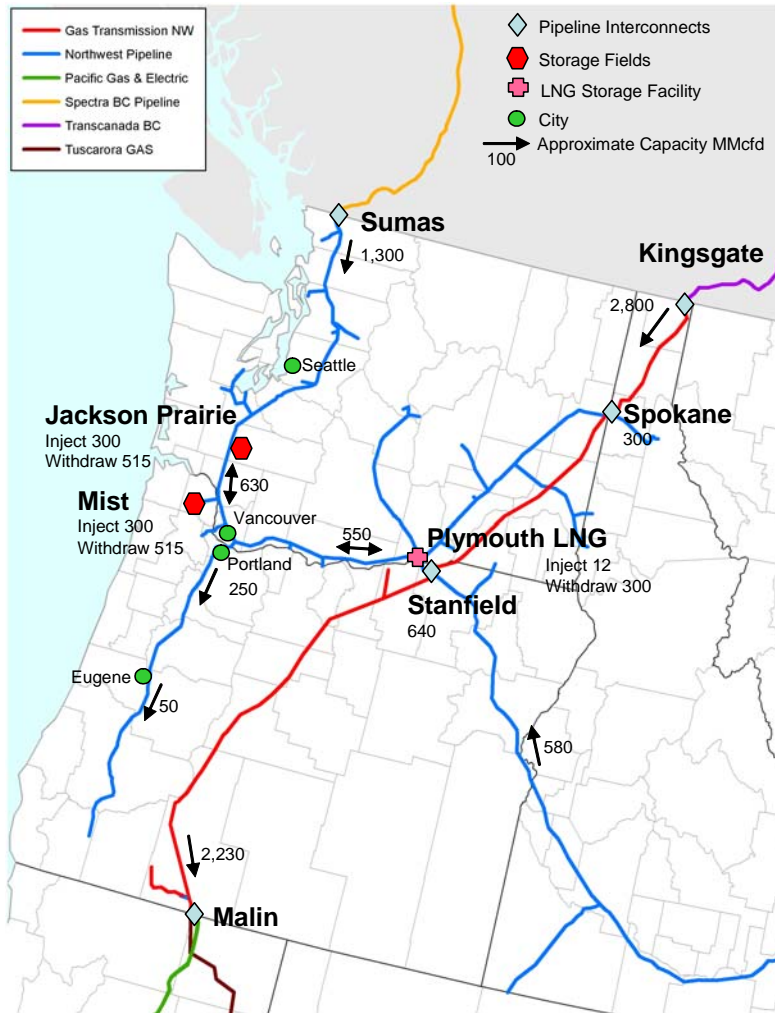 Gas Transmission NW
Northwest Pipeline
Pacific Gas & Electric
Spectra BC Pipeline
Transcanada BC
Tuscarora GAS
Pipeline Interconnects
Storage Fields
LNG Storage Facility
City
Approximate Capacity MMcfd
100
Sumas
1,300
Kingsgate
2,800
Seattle
Jackson Prairie
Inject 300
Withdraw 515
Spokane
300
630
Mist
Inject 300
Withdraw 515
Vancouver
550
Plymouth LNG
Inject 12
Withdraw 300
Portland
250
Stanfield
640
Eugene
50
580
2,230
Malin